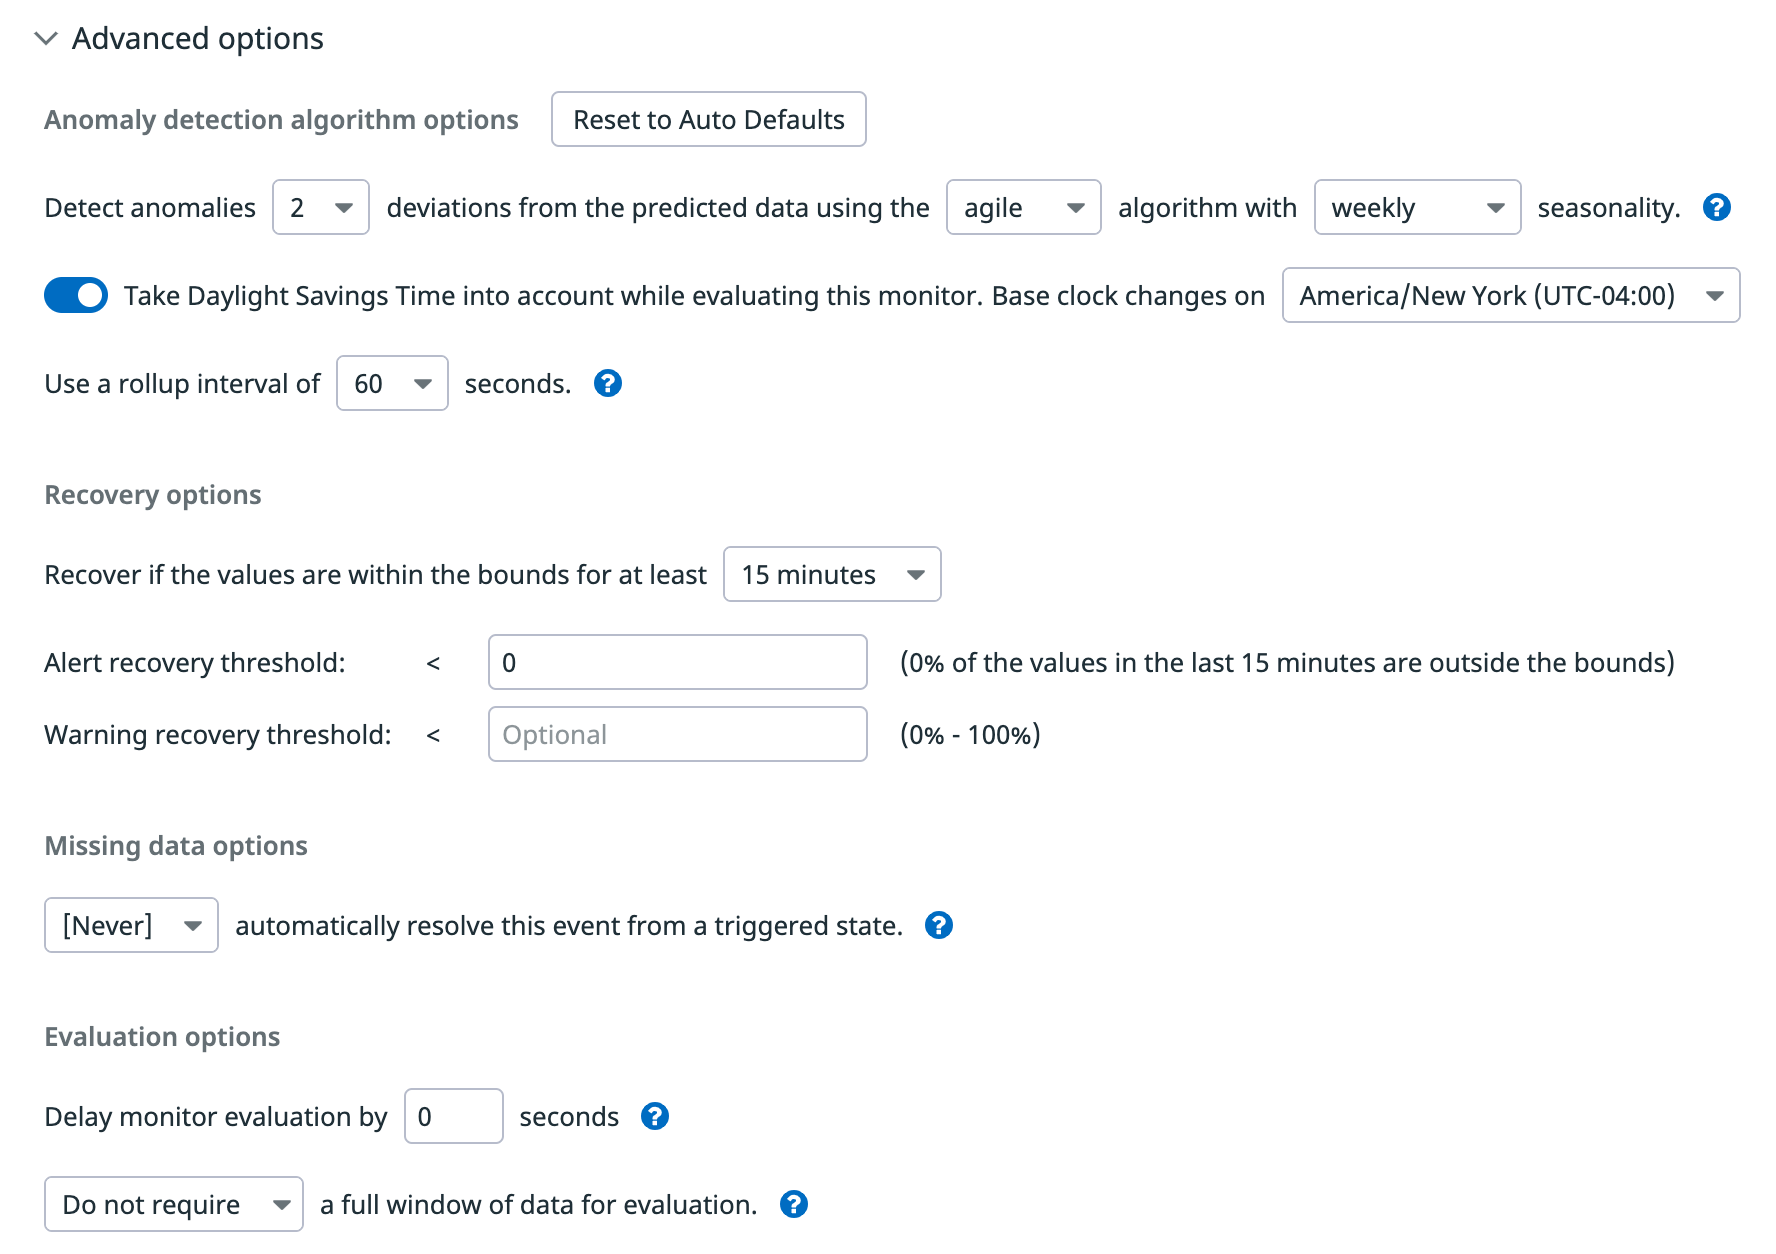 Advanced options
Anomaly detection algorithm options Reset to Auto Defaults
Detect anomalies 2 deviations from the predicted data using the agile algorithm with weekly seasonality. ?
Take Daylight Savings Time into account while evaluating this monitor. Base clock changes on America/New York (UTC-04:00)
Use a rollup interval of 60 seconds. ?
Recovery options
Recover if the values are within the bounds for at least 15 minutes
Alert recovery threshold: < 0 (0% of the values in the last 15 minutes are outside the bounds)
Warning recovery threshold: < Optional (0% - 100%)
Missing data options
[Never] automatically resolve this event from a triggered state. ?
Evaluation options
Delay monitor evaluation by 0 seconds ?
Do not require a full window of data for evaluation. ?